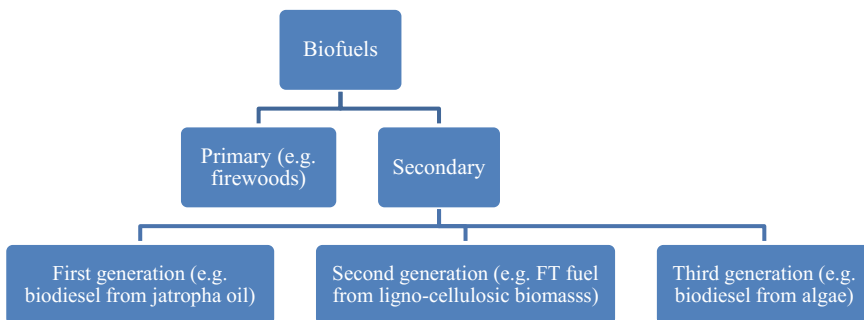 Biofuels
Primary (e.g.
firewoods)
Secondary
First generation (e.g.
biodiesel from jatropha oil)
Second generation (e.g. FT fuel
from ligno-cellulosic biomasss)
Third generation (e.g.
biodiesel from algae)